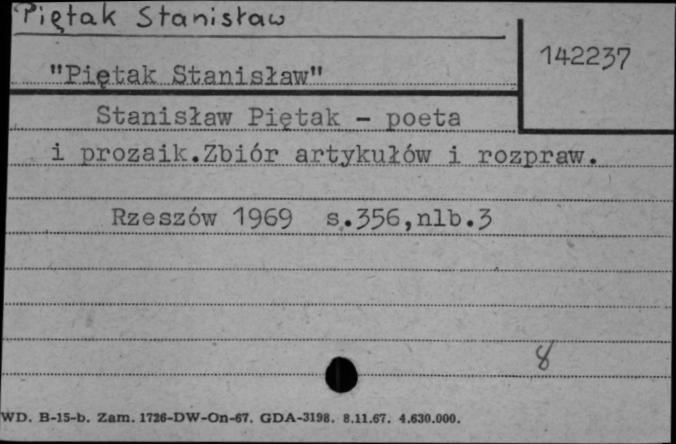 Piętak Stanisław
142237
"Piętak Stanisław"
Stanisław Piętak - poeta
i prozaik.Zbiór artykułów i rozpraw.
Rzeszów 1969 s.356,nlb.3
8
WD. B-15-b. Zam. 1726-DW-On-67. GDA-3198. 8.11.67. 4.630.000.